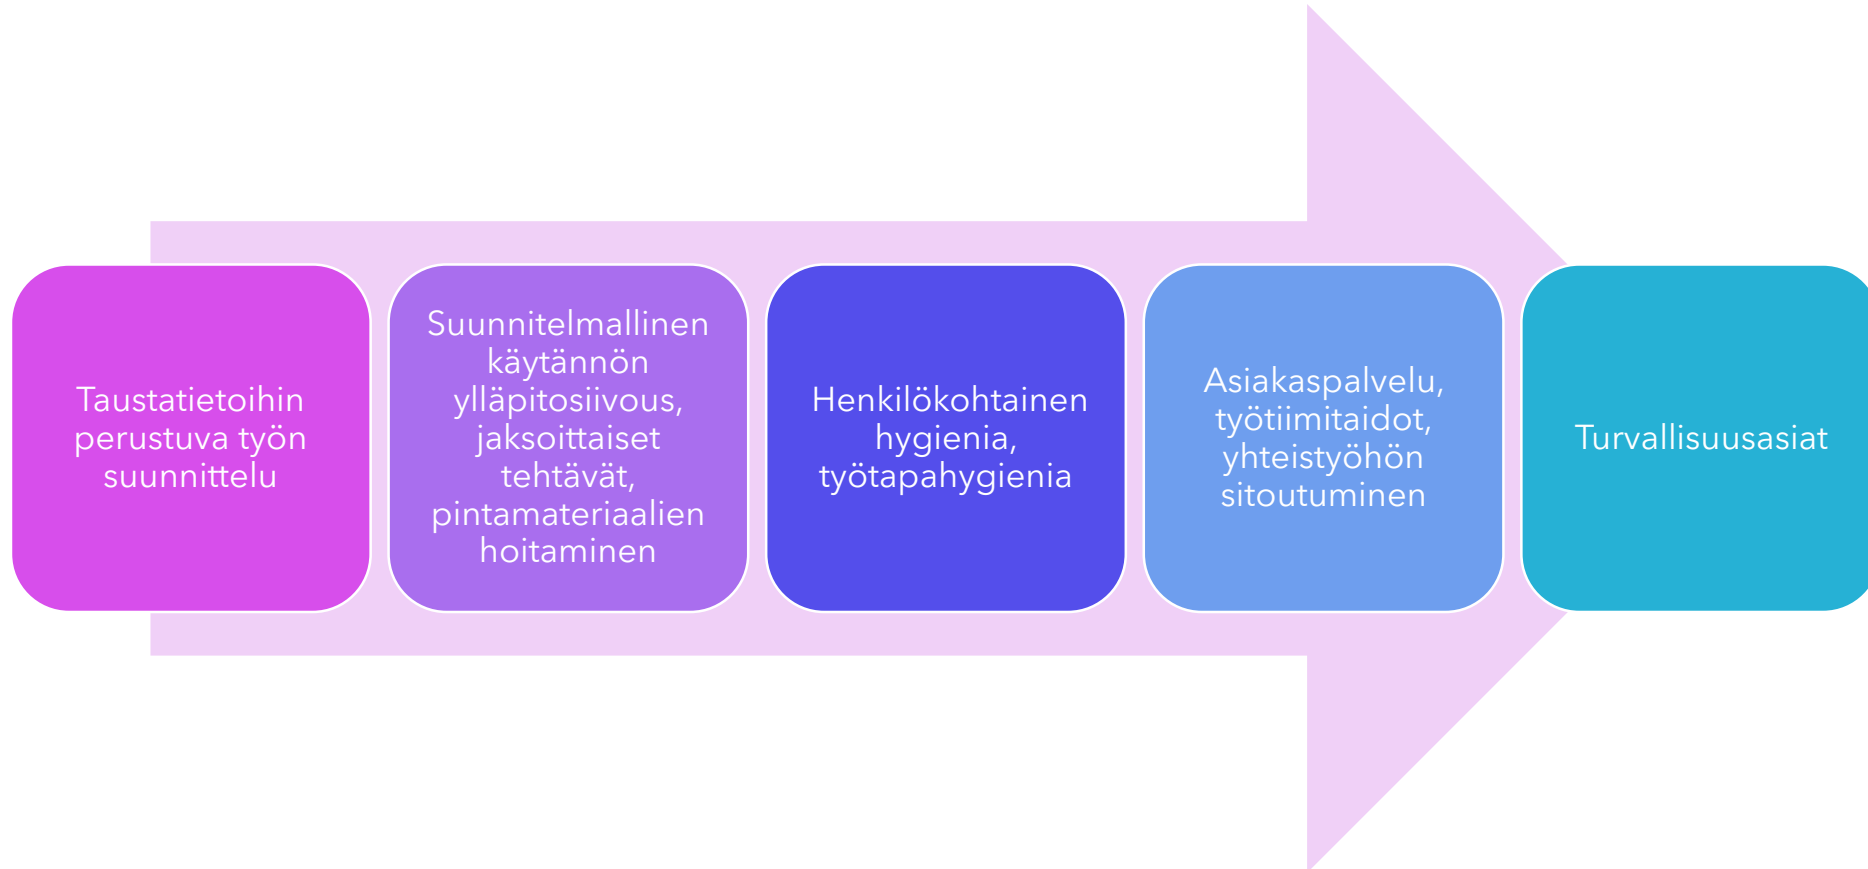 Taustatietoihin
perustuva työn
suunnittelu
Suunnitelmallinen
käytännön
ylläpitosiivous,
jaksoittaiset
tehtävät,
pintamateriaalien
hoitaminen
Henkilökohtainen
hygienia,
työtapahygienia
Asiakaspalvelu,
työtiimitaidot,
yhteistyöhön
sitoutuminen
Turvallisuusasiat